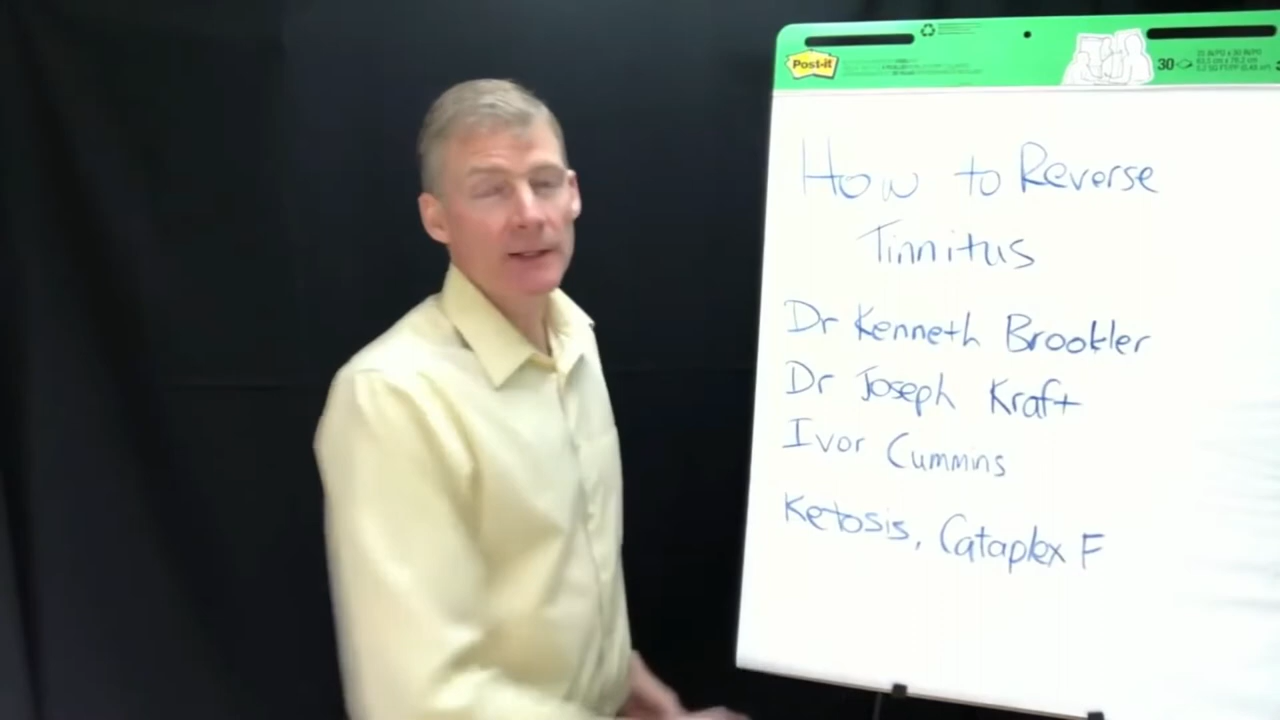 Post-it
30
How to Reverse
Tinnitus
Dr Kenneth Brookler
Dr Joseph Kraft
Ivor Cummins
Ketosis, Cataplex F